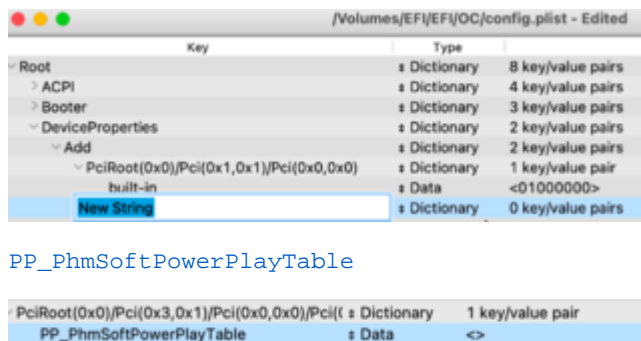 /Volumes/EFI/EFI/OC/config.plist - Edited
Key Type
Root Dictionary 8 key/value pairs
ACPI Dictionary 4 key/value pairs
Booter Dictionary 3 key/value pairs
DeviceProperties Dictionary 2 key/value pairs
Add Dictionary 2 key/value pairs
PciRoot(0x0)/Pci(0x1,0x1)/Pci(0x0,0x0) Dictionary 1 key/value pair
built-in Data <01000000>
New String Dictionary 0 key/value pairs
PP_PhmSoftPowerPlayTable
PciRoot(0x0)/Pci(0x3,0x1)/Pci(0x0,0x0)/Pci( Dictionary 1 key/value pair
PP_PhmSoftPowerPlayTable Data <>